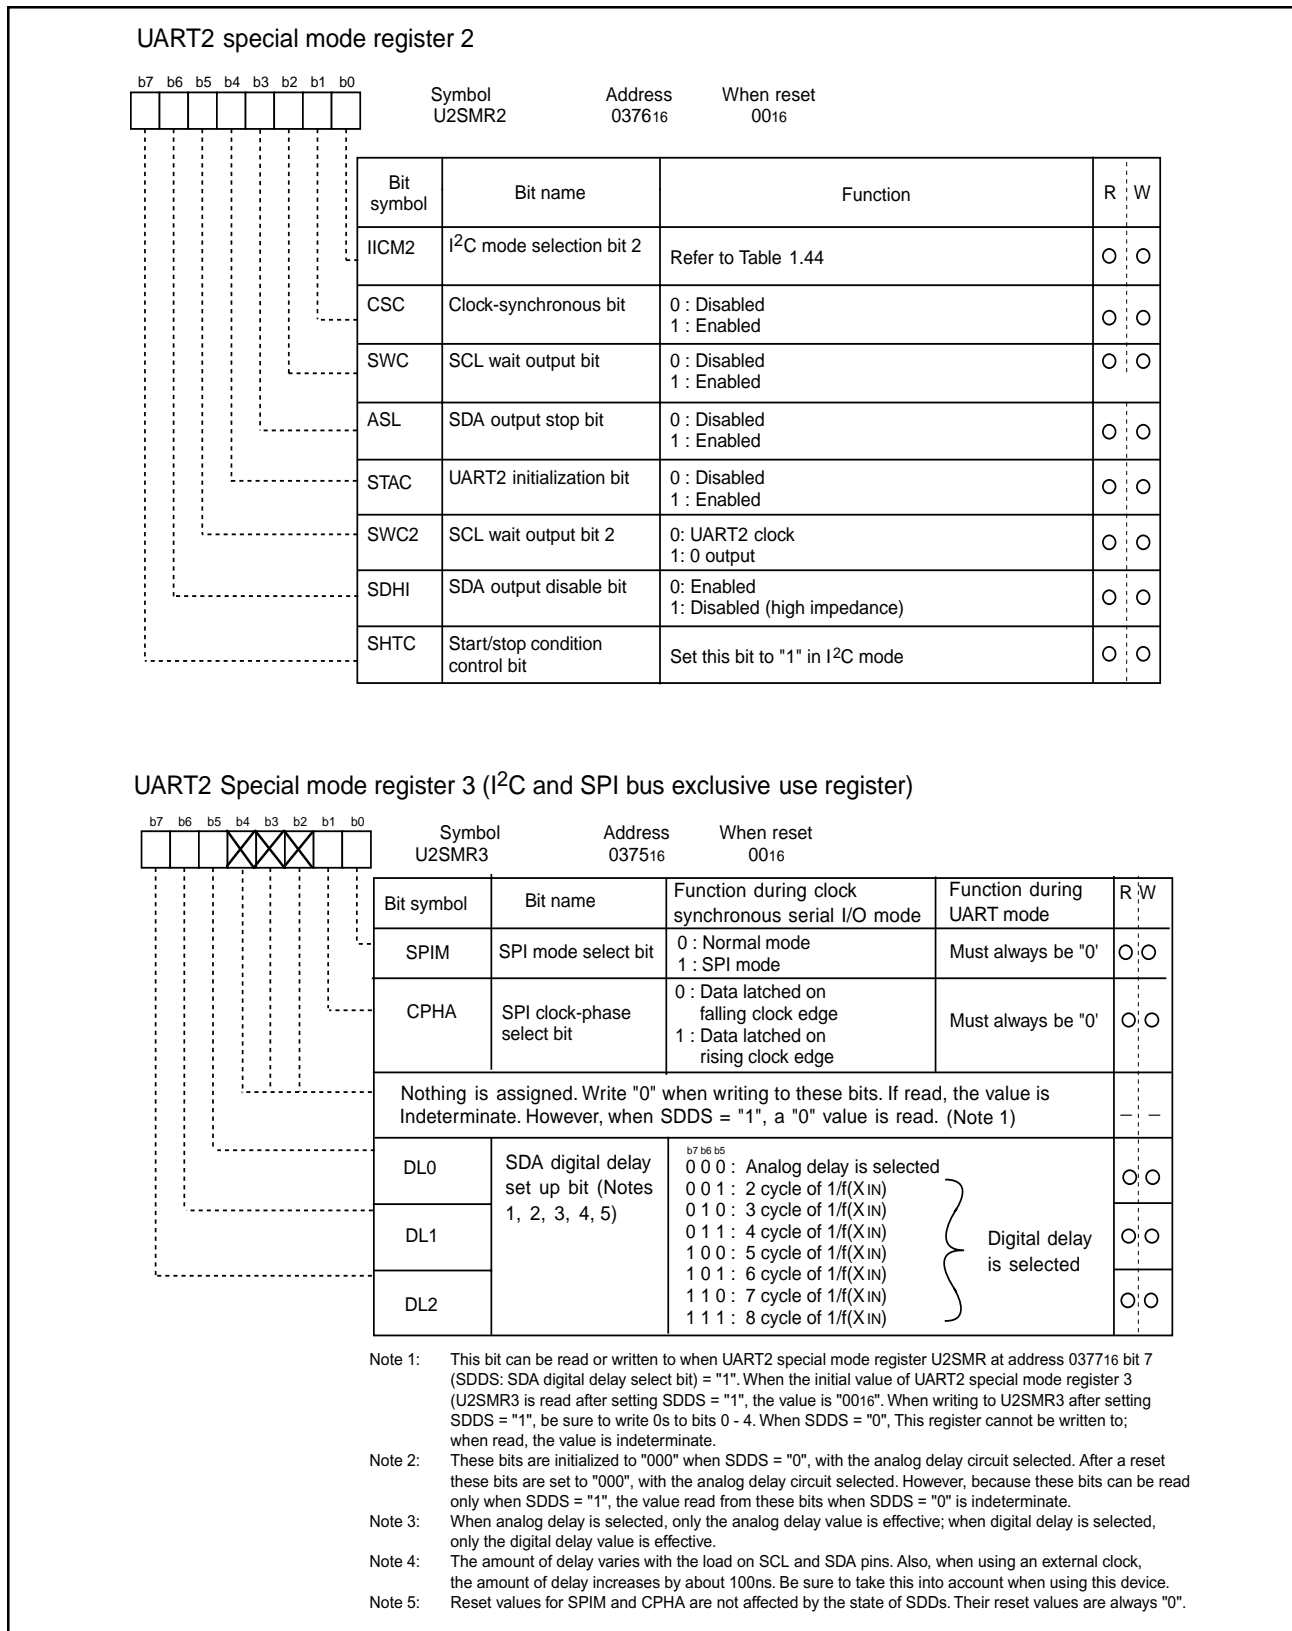 UART2 special mode register 2
b7 b6 b5 b4 b3 b2 b1 b0
Symbol Address When reset
U2SMR2 037616 0016
Bit symbol Bit name Function R W
IICM2 I2C mode selection bit 2 Refer to Table 1.44 O O
CSC Clock-synchronous bit 0 : Disabled
1 : Enabled O O
SWC SCL wait output bit 0 : Disabled O O
1 : Enabled
ASL SDA output stop bit 0 : Disabled
1 : Enabled O O
STAC UART2 initialization bit 0 : Disabled
1 : Enabled O O
SWC2 SCL wait output bit 2 0: UART2 clock
1: 0 output O O
SDHI SDA output disable bit 0: Enabled
1: Disabled (high impedance) O O
SHTC Start/stop condition
control bit Set this bit to "1" in I2C mode O O
UART2 Special mode register 3 (I2C and SPI bus exclusive use register)
b7 b6 b5 b4 b3 b2 b1 b0
Symbol Address When reset
U2SMR3 037516 0016
Bit symbol Bit name Function during clock Function during R W
synchronous serial I/O mode UART mode
SPIM SPI mode select bit 0 : Normal mode Must always be "0' O O
1 : SPI mode
CPHA SPI clock-phase 0 : Data latched on
select bit falling clock edge Must always be "0' O O
1 : Data latched on
rising clock edge
Nothing is assigned. Write "0" when writing to these bits. If read, the value is
Indeterminate. However, when SDDS = "1", a "0" value is read. (Note 1) – –
DL0 SDA digital delay
set up bit (Notes
1, 2, 3, 4, 5)
b7 b6 b5
0 0 0 : Analog delay is selected O O
0 0 1 : 2 cycle of 1/f(XIN)
0 1 0 : 3 cycle of 1/f(XIN)
DL1 0 1 1 : 4 cycle of 1/f(XIN) Digital delay O O
1 0 0 : 5 cycle of 1/f(XIN) is selected
1 0 1 : 6 cycle of 1/f(XIN)
DL2 1 1 0 : 7 cycle of 1/f(XIN) O O
1 1 1 : 8 cycle of 1/f(XIN)
Note 1: This bit can be read or written to when UART2 special mode register U2SMR at address 037716 bit 7
(SDDS: SDA digital delay select bit) = "1". When the initial value of UART2 special mode register 3
(U2SMR3 is read after setting SDDS = "1", the value is "0016". When writing to U2SMR3 after setting
SDDS = "1", be sure to write 0s to bits 0 - 4. When SDDS = "0", This register cannot be written to;
when read, the value is indeterminate.
Note 2: These bits are initialized to "000" when SDDS = "0", with the analog delay circuit selected. After a reset
these bits are set to "000", with the analog delay circuit selected. However, because these bits can be read
only when SDDS = "1", the value read from these bits when SDDS = "0" is indeterminate.
Note 3: When analog delay is selected, only the analog delay value is effective; when digital delay is selected,
only the digital delay value is effective.
Note 4: The amount of delay varies with the load on SCL and SDA pins. Also, when using an external clock,
the amount of delay increases by about 100ns. Be sure to take this into account when using this device.
Note 5: Reset values for SPIM and CPHA are not affected by the state of SDDs. Their reset values are always "0".